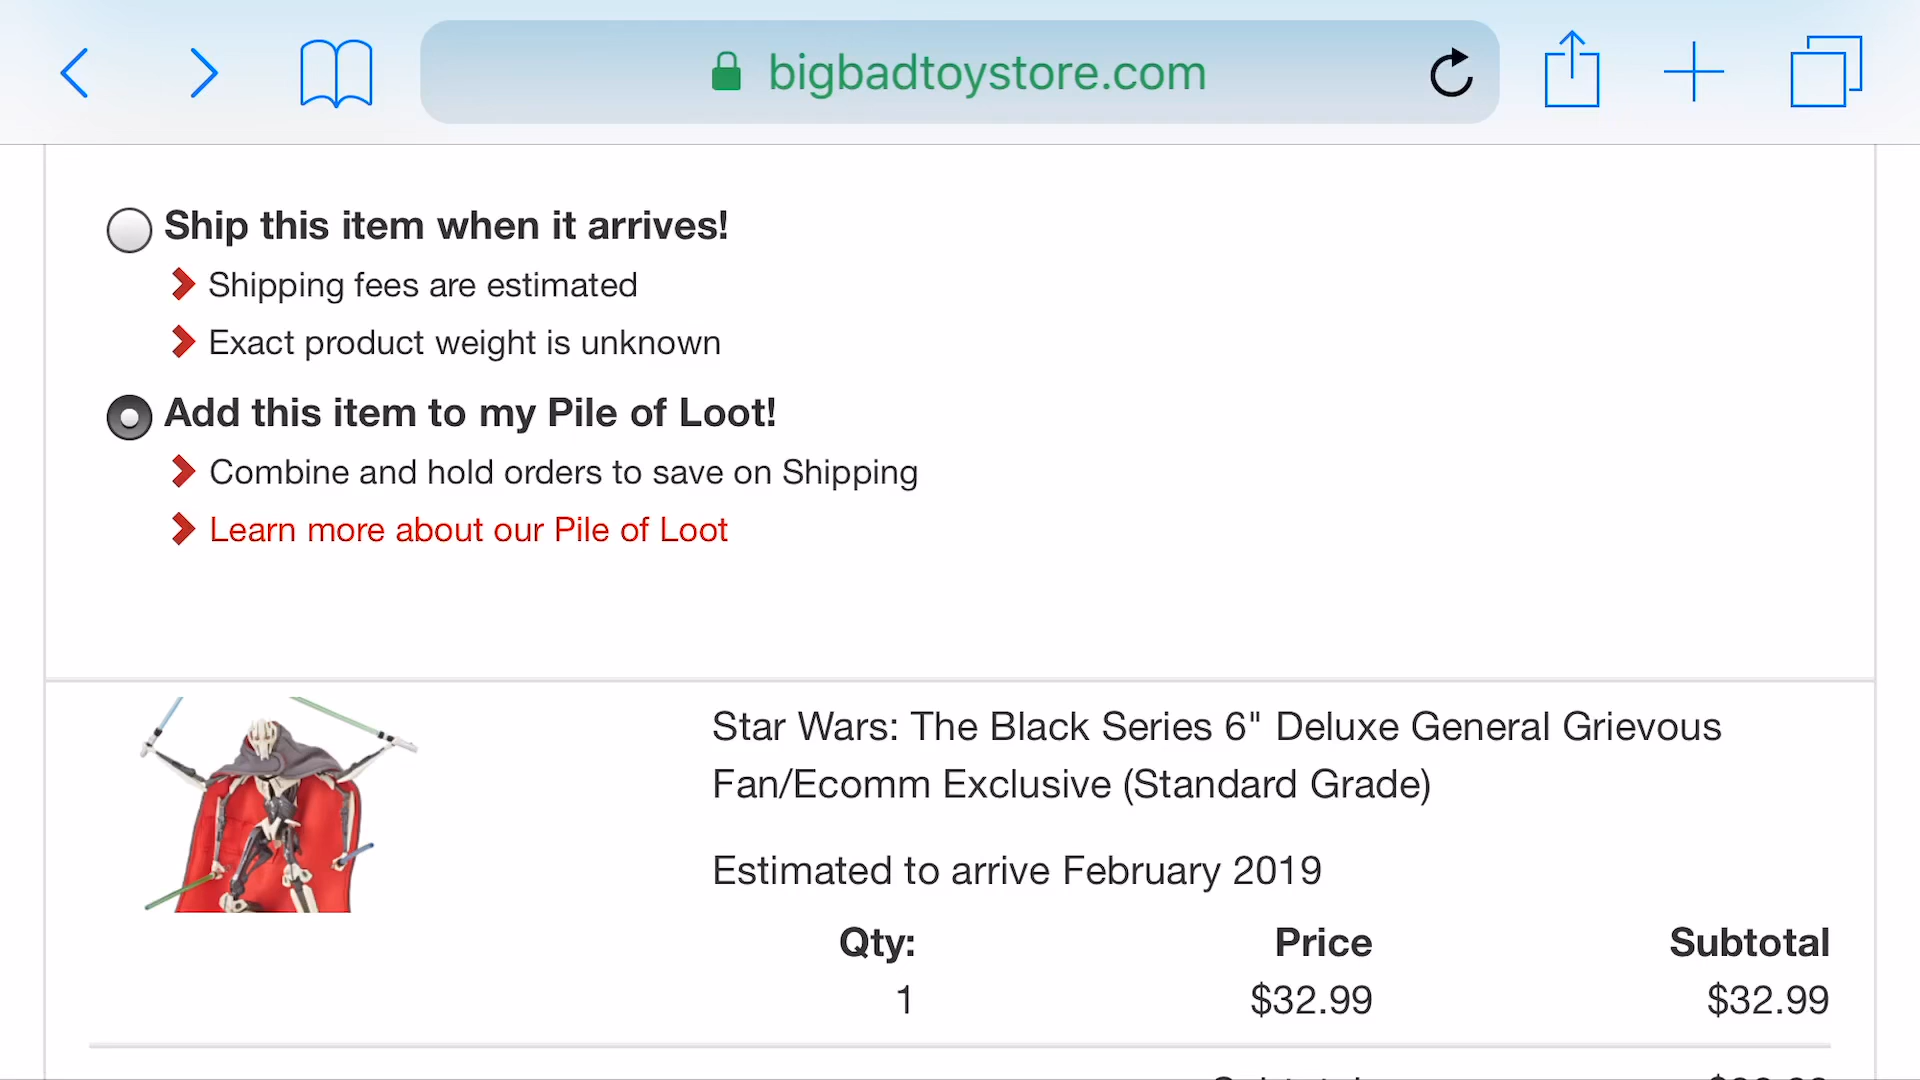 bigbadtoystore.com
Ship this item when it arrives!
Shipping fees are estimated
Exact product weight is unknown
Add this item to my Pile of Loot!
Combine and hold orders to save on Shipping
Learn more about our Pile of Loot
Star Wars: The Black Series 6" Deluxe General Grievous
Fan/Ecomm Exclusive (Standard Grade)
Estimated to arrive February 2019
Qty: Price Subtotal
1 $32.99 $32.99